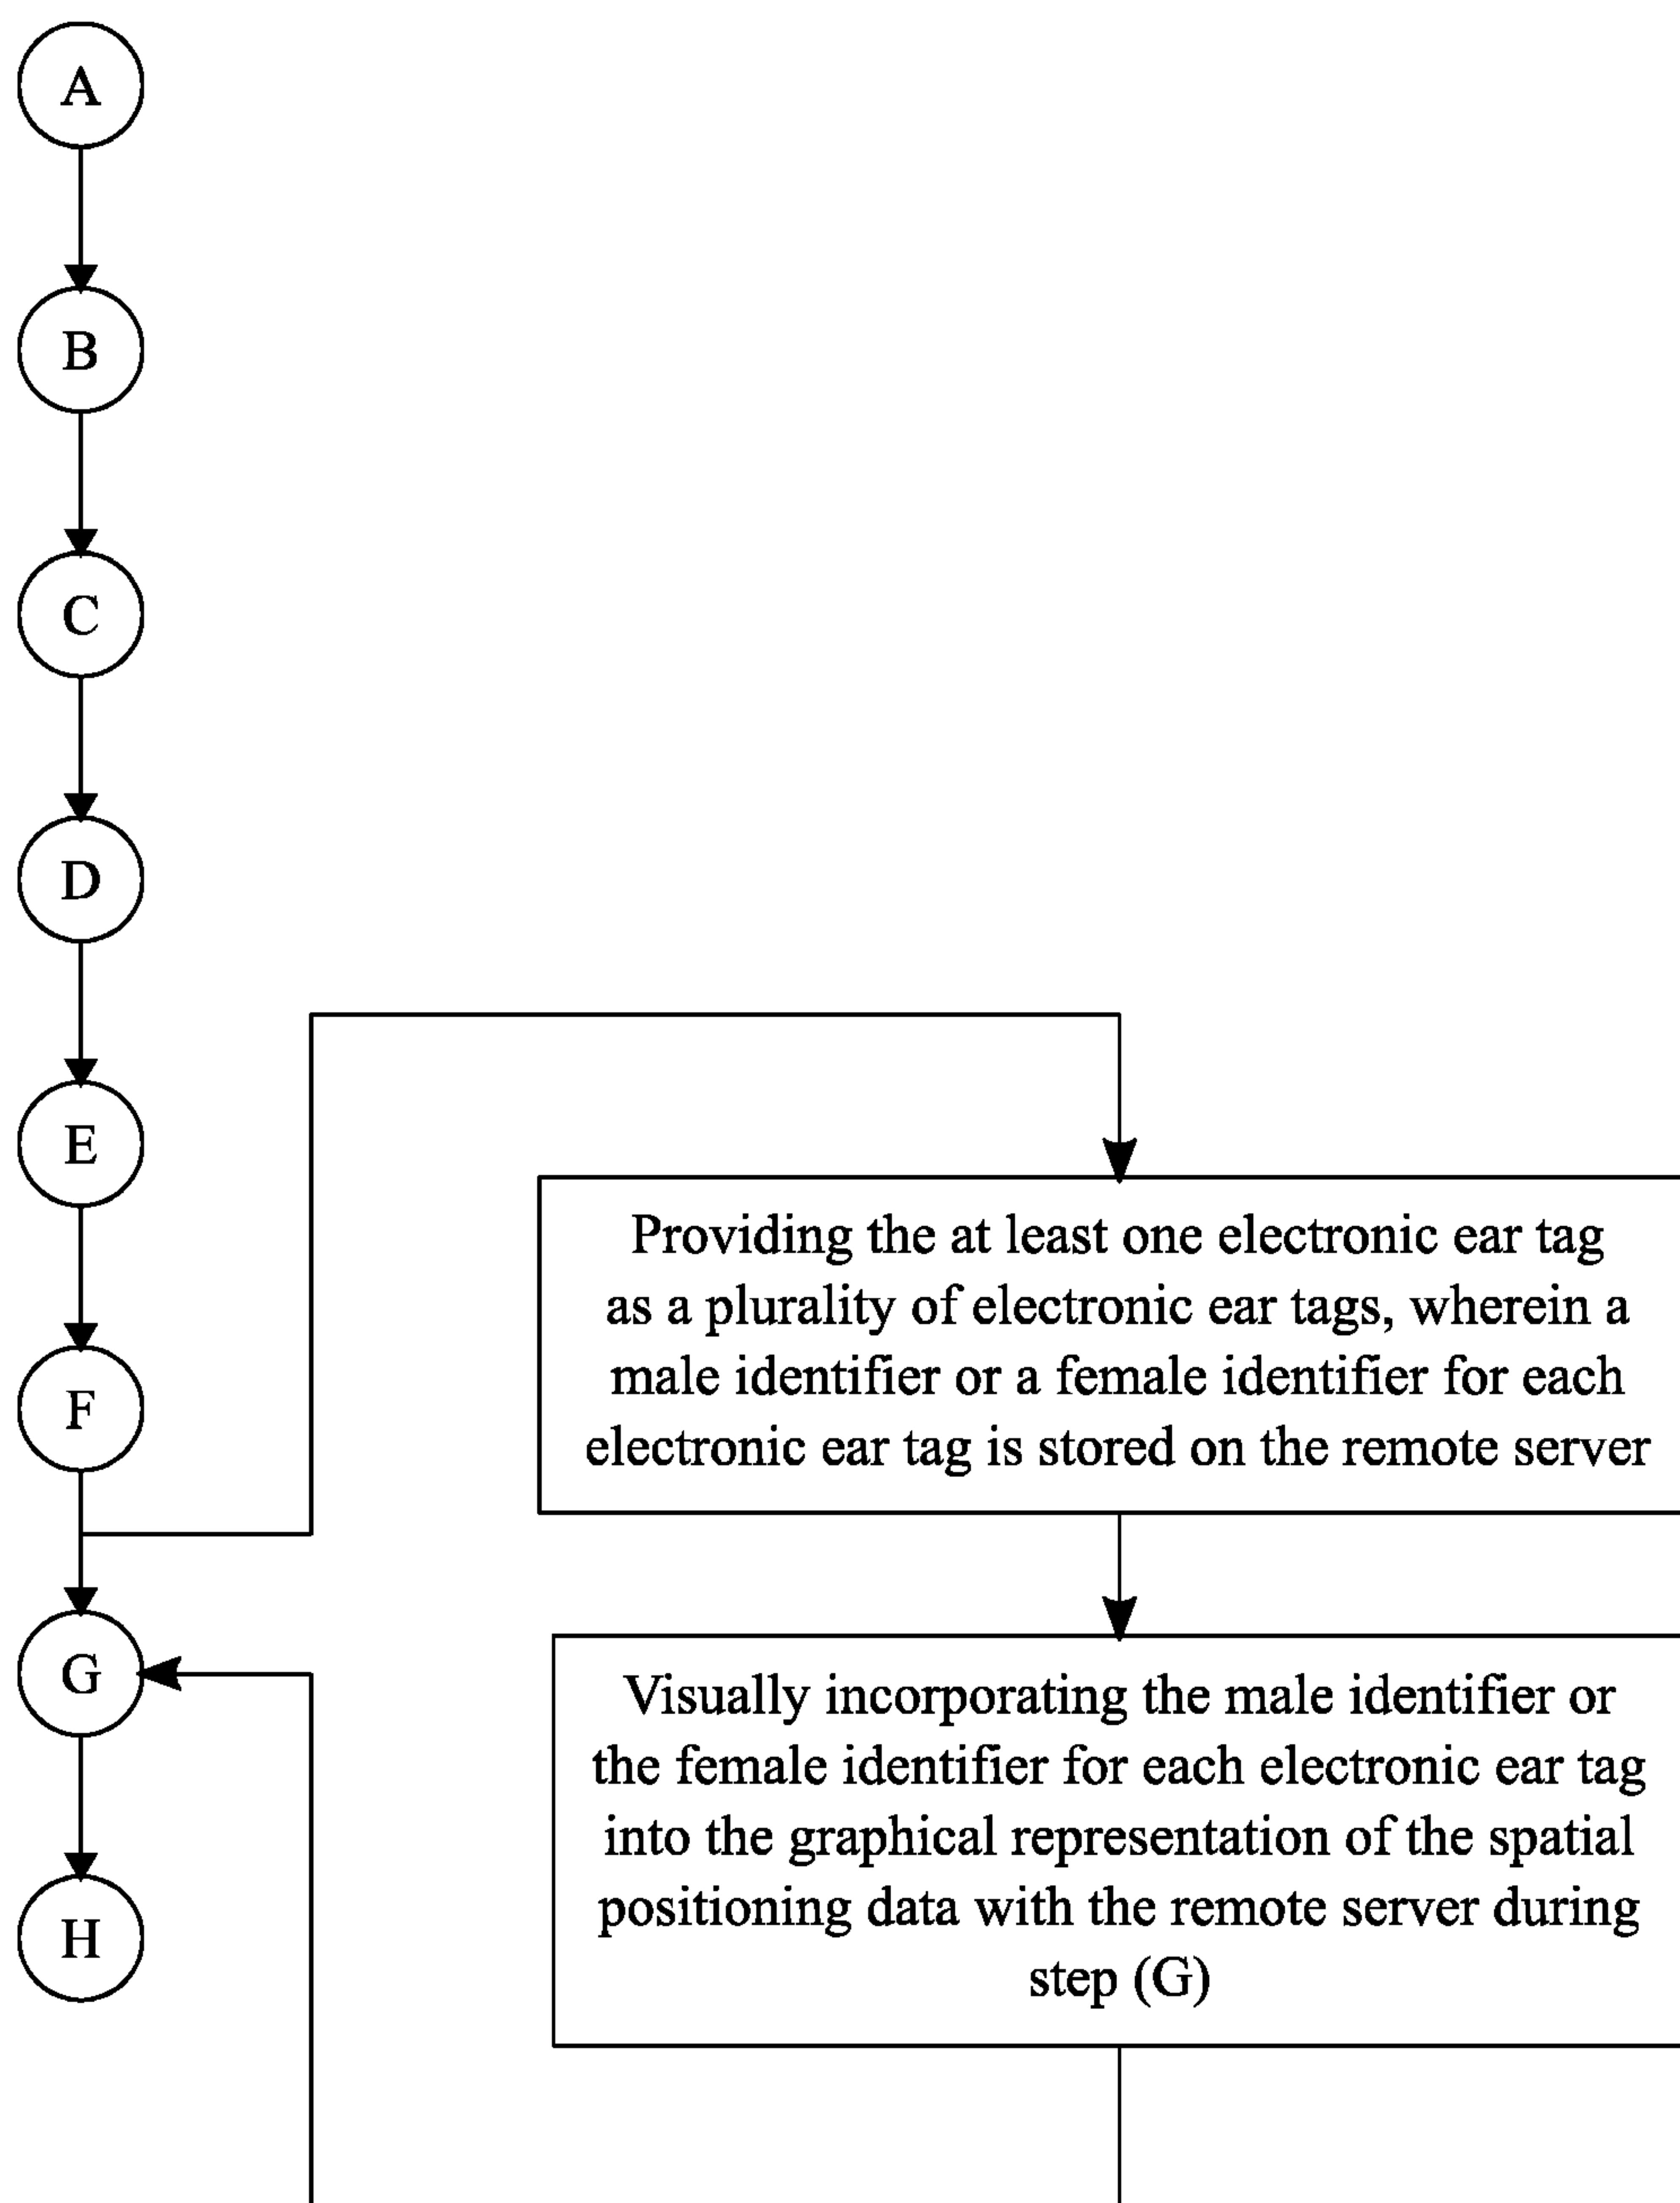 A
B
C
D
E
F
G
H
Providing the at least one electronic ear tag
as a plurality of electronic ear tags, wherein a
male identifier or a female identifier for each
electronic ear tag is stored on the remote server
Visually incorporating the male identifier or
the female identifier for each electronic ear tag
into the graphical representation of the spatial
positioning data with the remote server during
step (G)